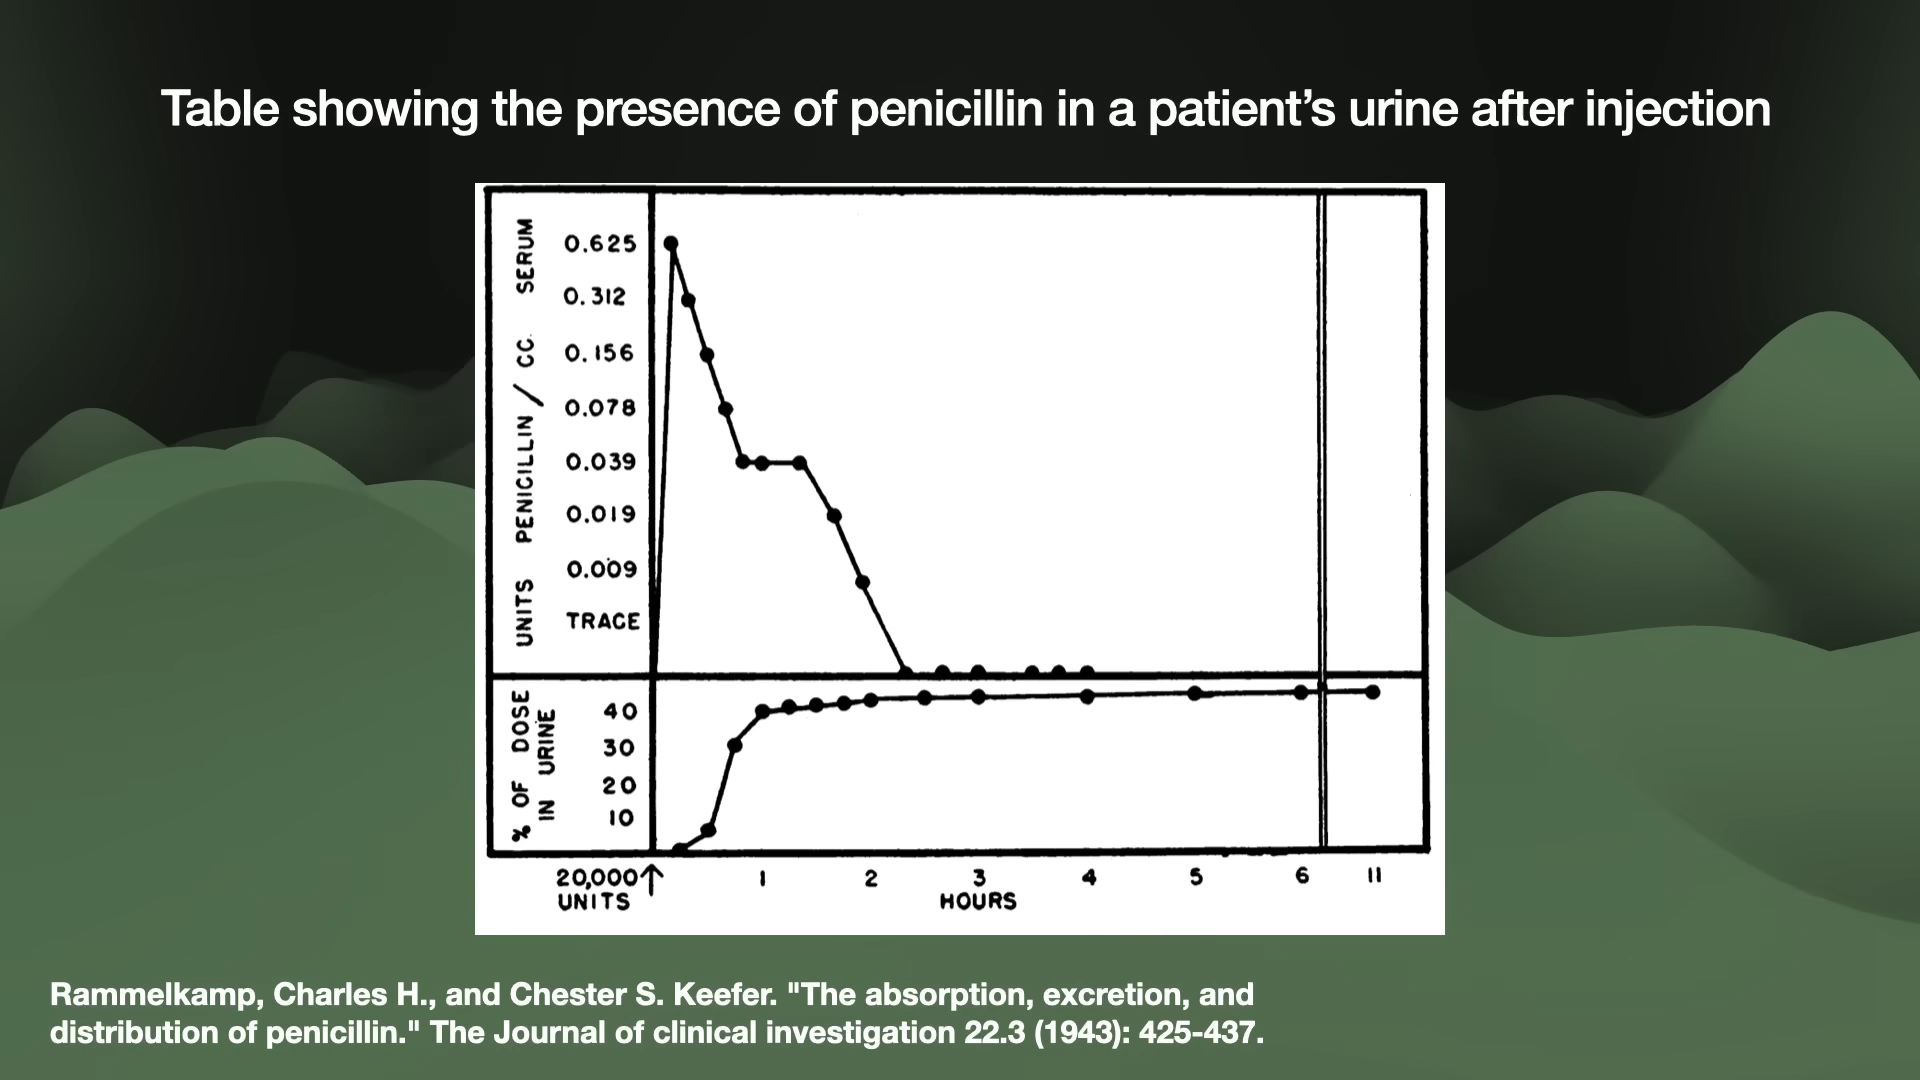 Table showing the presence of penicillin in a patient’s urine after injection
UNITS PENICILLIN / CC. SERUM
0.625
0.312
0.156
0.078
0.039
0.019
0.009
TRACE
% OF DOSE
IN URINE
40
30
20
10
20,000 1 2 3 4 5 6 11
UNITS HOURS
Rammelkamp, Charles H., and Chester S. Keefer. "The absorption, excretion, and
distribution of penicillin." The Journal of clinical investigation 22.3 (1943): 425-437.